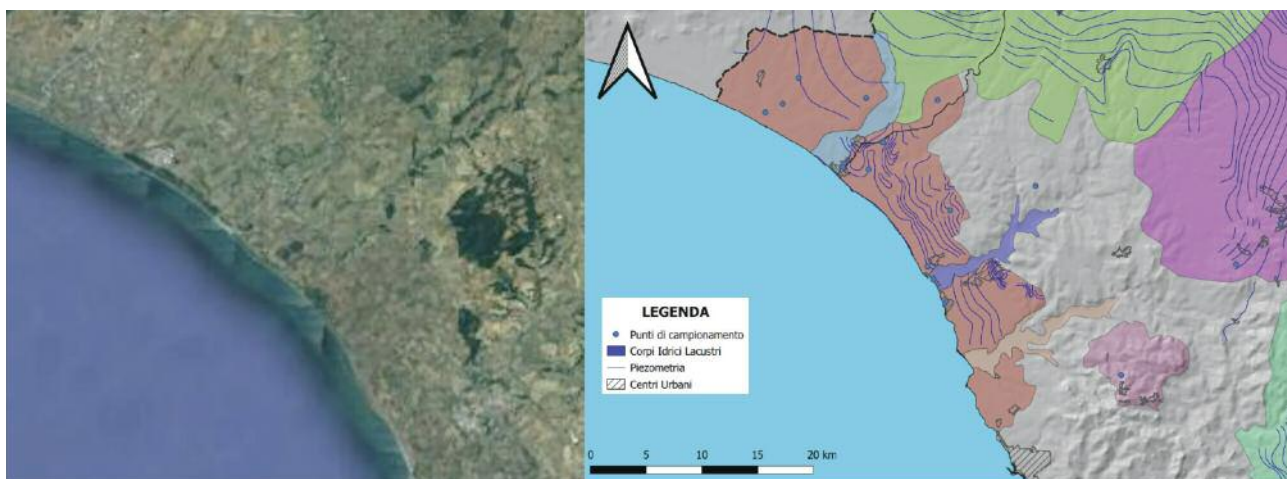 LEGENDA
Punti di campionamento
Corpi Idrici Lacustri
Piezometria
Centri Urbani
0 5 10 15 20 km